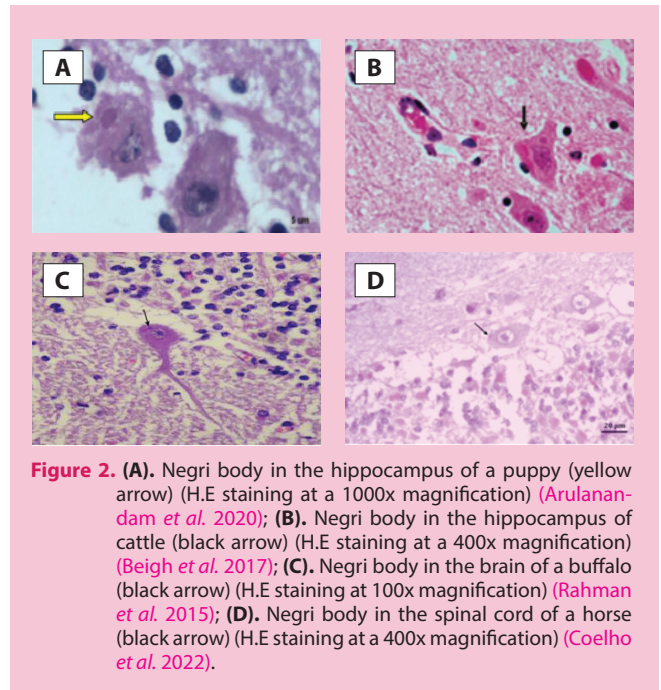 A
B
5 um
C
D
20 µm
Figure 2. (A). Negri body in the hippocampus of a puppy (yellow
arrow) (H.E staining at a 1000x magnification) (Arulanan-
dam et al. 2020); (B). Negri body in the hippocampus of
cattle (black arrow) (H.E staining at a 400x magnification)
(Beigh et al. 2017); (C). Negri body in the brain of a buffalo
(black arrow) (H.E staining at 100x magnification) (Rahman
et al. 2015); (D). Negri body in the spinal cord of a horse
(black arrow) (H.E staining at a 400x magnification) (Coelho
et al. 2022).